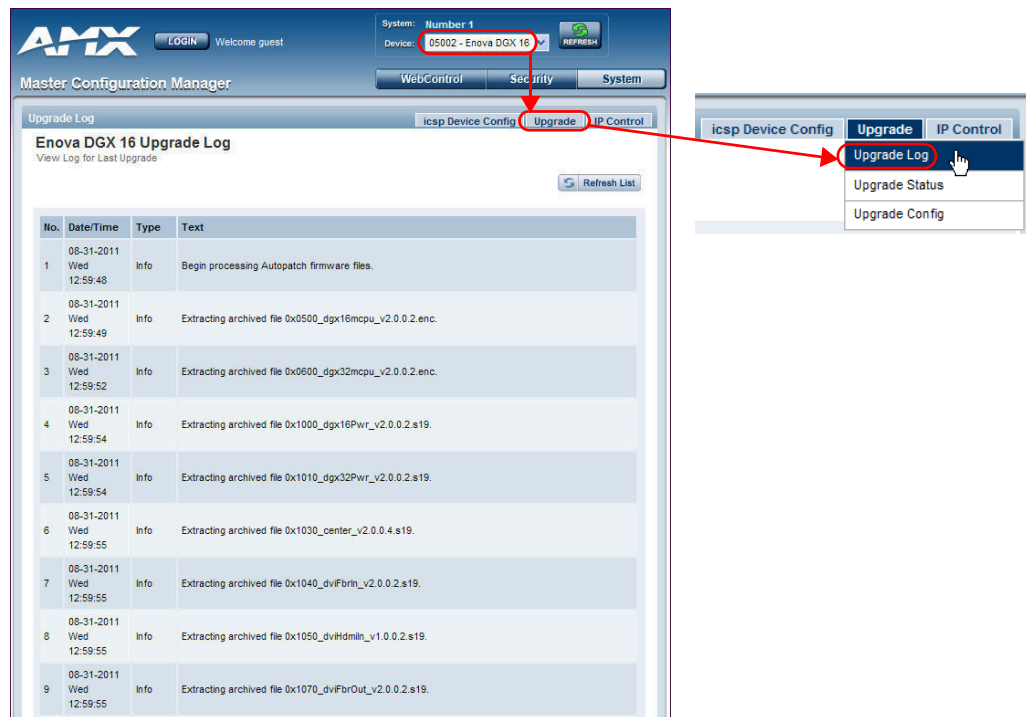 AMX
LOGIN Welcome guest
System: Number 1
Device: 05002 - Enova DGX 16
REFRESH
Master Configuration Manager
WebControl Security System
Upgrade Log
icsp Device Config Upgrade IP Control
Enova DGX 16 Upgrade Log
View Log for Last Upgrade
Refresh List
No. Date/Time Type Text
08-31-2011
Wed
12:59:48
1 Info Begin processing Autopatch firmware files.
08-31-2011
Wed
12:59:49
2 Info Extracting archived file 0x0500_dgx16mcpu_v2.0.0.2.enc.
08-31-2011
Wed
12:59:52
3 Info Extracting archived file 0x0600_dgx32mcpu_v2.0.0.2.enc.
08-31-2011
Wed
12:59:54
4 Info Extracting archived file 0x1000_dgx16Pwr_v2.0.0.2.s19.
08-31-2011
Wed
12:59:54
5 Info Extracting archived file 0x1010_dgx32Pwr_v2.0.0.2.s19.
08-31-2011
Wed
12:59:55
6 Info Extracting archived file 0x1030_center_v2.0.0.4.s19.
08-31-2011
Wed
12:59:55
7 Info Extracting archived file 0x1040_dviFbrIn_v2.0.0.2.s19.
08-31-2011
Wed
12:59:55
8 Info Extracting archived file 0x1050_dviHdmiIn_v1.0.0.2.s19.
08-31-2011
Wed
12:59:55
9 Info Extracting archived file 0x1070_dviFbrOut_v2.0.0.2.s19.
icsp Device Config Upgrade IP Control
Upgrade Log
Upgrade Status
Upgrade Config